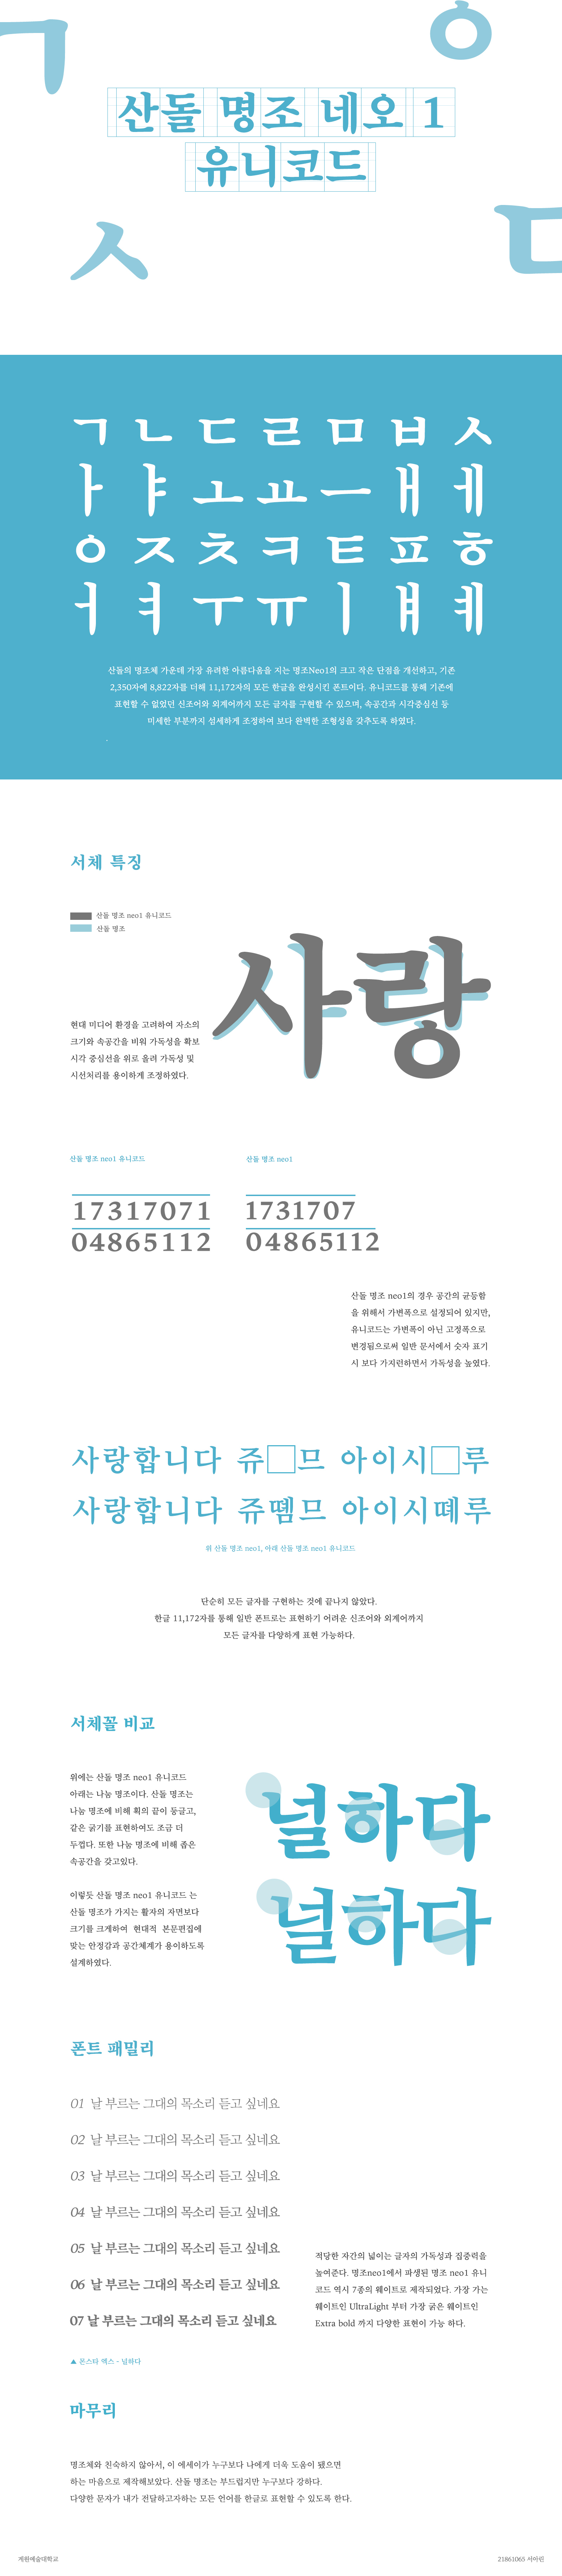 ㄱ
ㅇ
산돌 명조 네오 1
유니코드
ㅅ
ㄷ
ㄱ ㄴ ㄷ ㄹ ㅁ ㅂ ㅅ
ㅏ ㅑ ㅗ ㅛ ㅡ ㅐ ㅔ
ㅇ ㅈ ㅊ ㅋ ㅌ ㅍ ㅎ
ㅓ ㅕ ㅜ ㅠ ㅣ ㅒ ㅖ
산돌의 명조체 가운데 가장 유려한 아름다움을 지는 명조Neo1의 크고 작은 단점을 개선하고, 기존
2,350자에 8,822자를 더해 11,172자의 모든 한글을 완성시킨 폰트이다. 유니코드를 통해 기존에
표현할 수 없었던 신조어와 외계어까지 모든 글자를 구현할 수 있으며, 속공간과 시각중심선 등
미세한 부분까지 섬세하게 조정하여 보다 완벽한 조형성을 갖추도록 하였다.
서체 특징
산돌 명조 neo1 유니코드
산돌 명조
사랑
현대 미디어 환경을 고려하여 자소의
크기와 속공간을 비워 가독성을 확보
시각 중심선을 위로 올려 가독성 및
시선처리를 용이하게 조정하였다.
산돌 명조 neo1 유니코드
산돌 명조 neo1
17317071
1731707
04865112
04865112
산돌 명조 neo1의 경우 공간의 균등함
을 위해서 가변폭으로 설정되어 있지만,
유니코드는 가변폭이 아닌 고정폭으로
변경됨으로써 일반 문서에서 숫자 표기
시 보다 가지런하면서 가독성을 높였다.
사랑합니다 쥬□므 아이시□루
사랑합니다 쥬뗌므 아이시떼루
위 산돌 명조 neo1, 아래 산돌 명조 neo1 유니코드
단순히 모든 글자를 구현하는 것에 끝나지 않았다.
한글 11,172자를 통해 일반 폰트로는 표현하기 어려운 신조어와 외계어까지
모든 글자를 다양하게 표현 가능하다.
서체꼴 비교
위에는 산돌 명조 neo1 유니코드
아래는 나눔 명조이다. 산돌 명조는
나눔 명조에 비해 획의 끝이 둥글고,
같은 굵기를 표현하여도 조금 더
두껍다. 또한 나눔 명조에 비해 좁은
속공간을 갖고있다.
널하다
이렇듯 산돌 명조 neo1 유니코드 는
산돌 명조가 가지는 활자의 자면보다
크기를 크게하여 현대적 본문편집에
맞는 안정감과 공간체계가 용이하도록
설계하였다.
널하다
폰트 패밀리
01 날 부르는 그대의 목소리 듣고 싶네요
02 날 부르는 그대의 목소리 듣고 싶네요
03 날 부르는 그대의 목소리 듣고 싶네요
04 날 부르는 그대의 목소리 듣고 싶네요
05 날 부르는 그대의 목소리 듣고 싶네요
06 날 부르는 그대의 목소리 듣고 싶네요
07 날 부르는 그대의 목소리 듣고 싶네요
적당한 자간의 넓이는 글자의 가독성과 집중력을
높여준다. 명조neo1에서 파생된 명조 neo1 유니
코드 역시 7종의 웨이트로 제작되었다. 가장 가는
웨이트인 UltraLight 부터 가장 굵은 웨이트인
Extra bold 까지 다양한 표현이 가능 하다.
▲ 몬스타 엑스 - 널하다
마무리
명조체와 친숙하지 않아서, 이 에세이가 누구보다 나에게 더욱 도움이 됐으면
하는 마음으로 제작해보았다. 산돌 명조는 부드럽지만 누구보다 강하다.
다양한 문자가 내가 전달하고자하는 모든 언어를 한글로 표현할 수 있도록 한다.
계원예술대학교
21861065 서아린